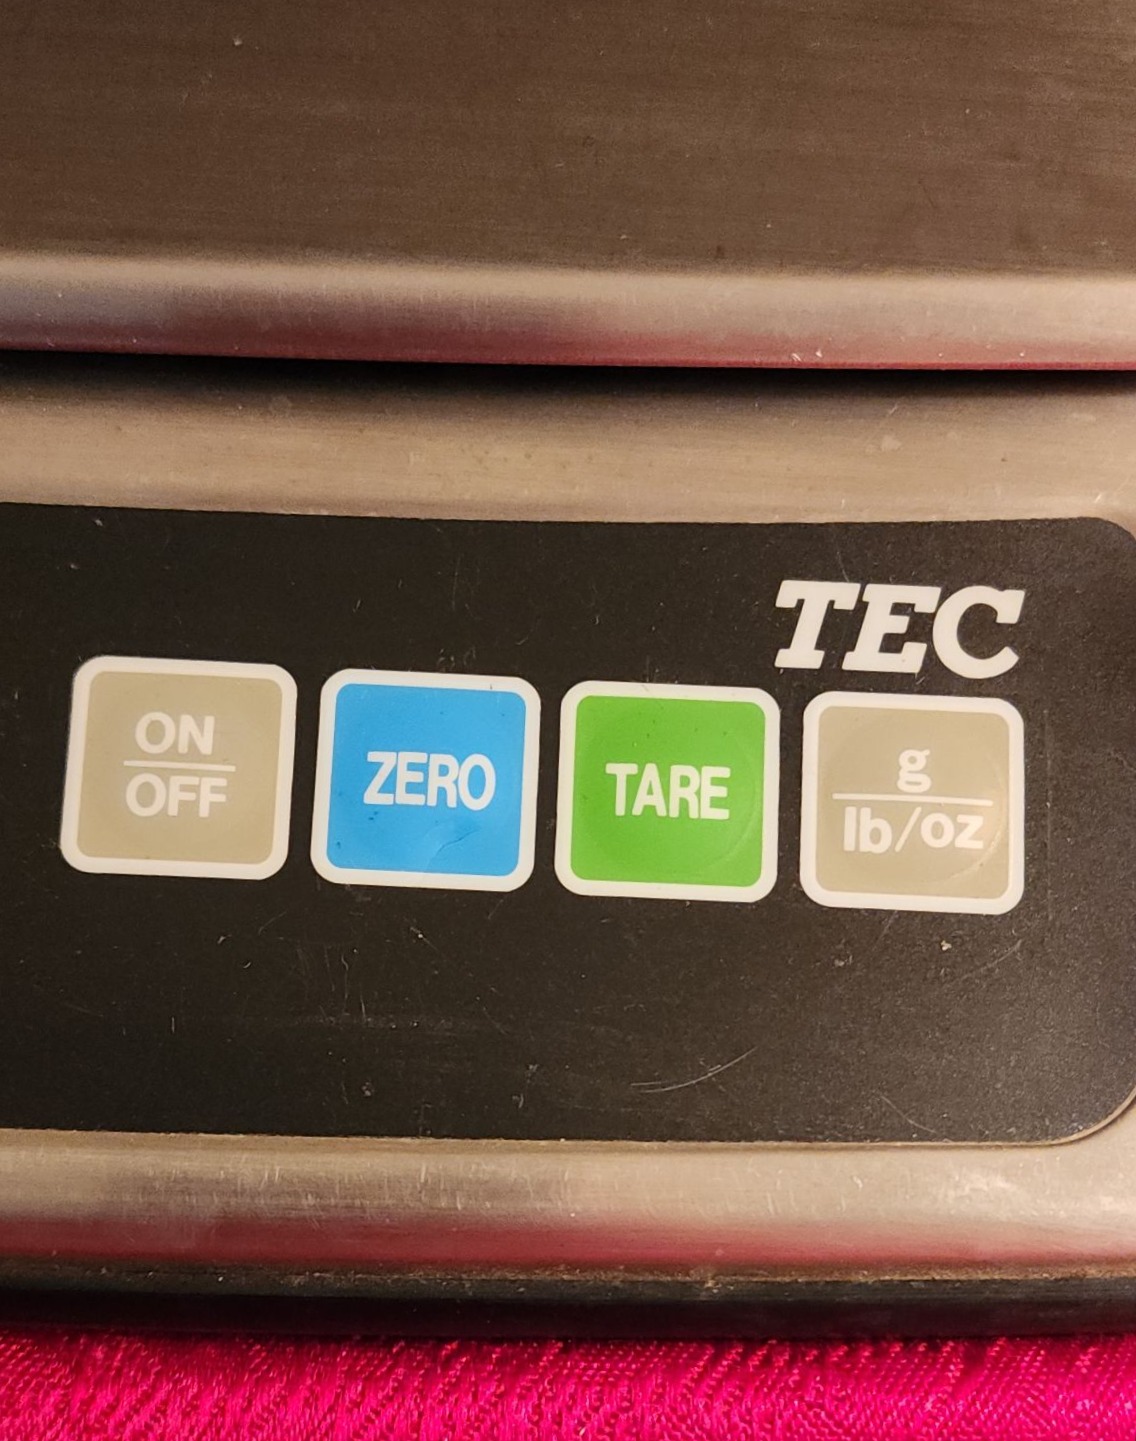 TEC
ON
OFF
ZERO
TARE
g
lb/oz